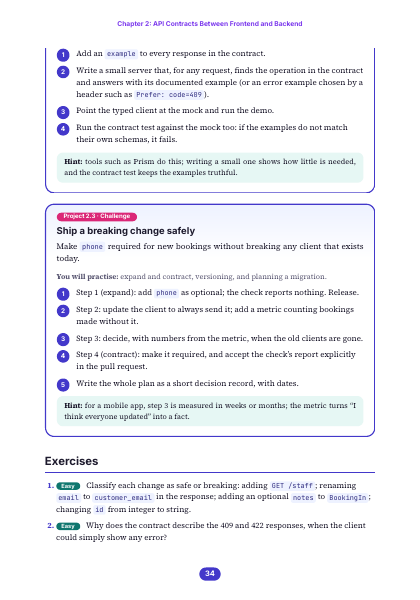 Chapter 2: API Contracts Between Frontend and Backend
1 Add an example to every response in the contract.
2 Write a small server that, for any request, finds the operation in the contract
and answers with its documented example (or an error example chosen by a
header such as Prefer: code=409 ).
3 Point the typed client at the mock and run the demo.
4 Run the contract test against the mock too: if the examples do not match
their own schemas, it fails.
Hint: tools such as Prism do this; writing a small one shows how little is needed,
and the contract test keeps the examples truthful.
Project 2.3 · Challenge
Ship a breaking change safely
Make phone required for new bookings without breaking any client that exists
today.
You will practise: expand and contract, versioning, and planning a migration.
1 Step 1 (expand): add phone as optional; the check reports nothing. Release.
2 Step 2: update the client to always send it; add a metric counting bookings
made without it.
3 Step 3: decide, with numbers from the metric, when the old clients are gone.
4 Step 4 (contract): make it required, and accept the check's report explicitly
in the pull request.
5 Write the whole plan as a short decision record, with dates.
Hint: for a mobile app, step 3 is measured in weeks or months; the metric turns "I
think everyone updated" into a fact.
Exercises
1. Easy Classify each change as safe or breaking: adding GET /staff ; renaming
email to customer_email in the response; adding an optional notes to BookingIn ;
changing id from integer to string.
2. Easy Why does the contract describe the 409 and 422 responses, when the client
could simply show any error?
34